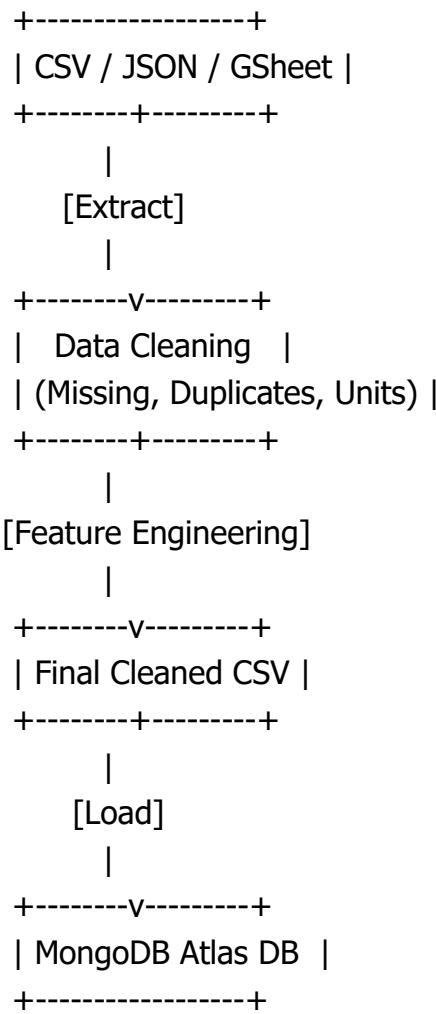 +-----------------+
| CSV / JSON / GSheet |
+--------+---------+
|
[Extract]
|
+--------v---------+
| Data Cleaning |
| (Missing, Duplicates, Units) |
+--------+---------+
|
[Feature Engineering]
|
+--------v---------+
| Final Cleaned CSV |
+--------+---------+
|
[Load]
|
+--------v---------+
| MongoDB Atlas DB |
+-----------------+